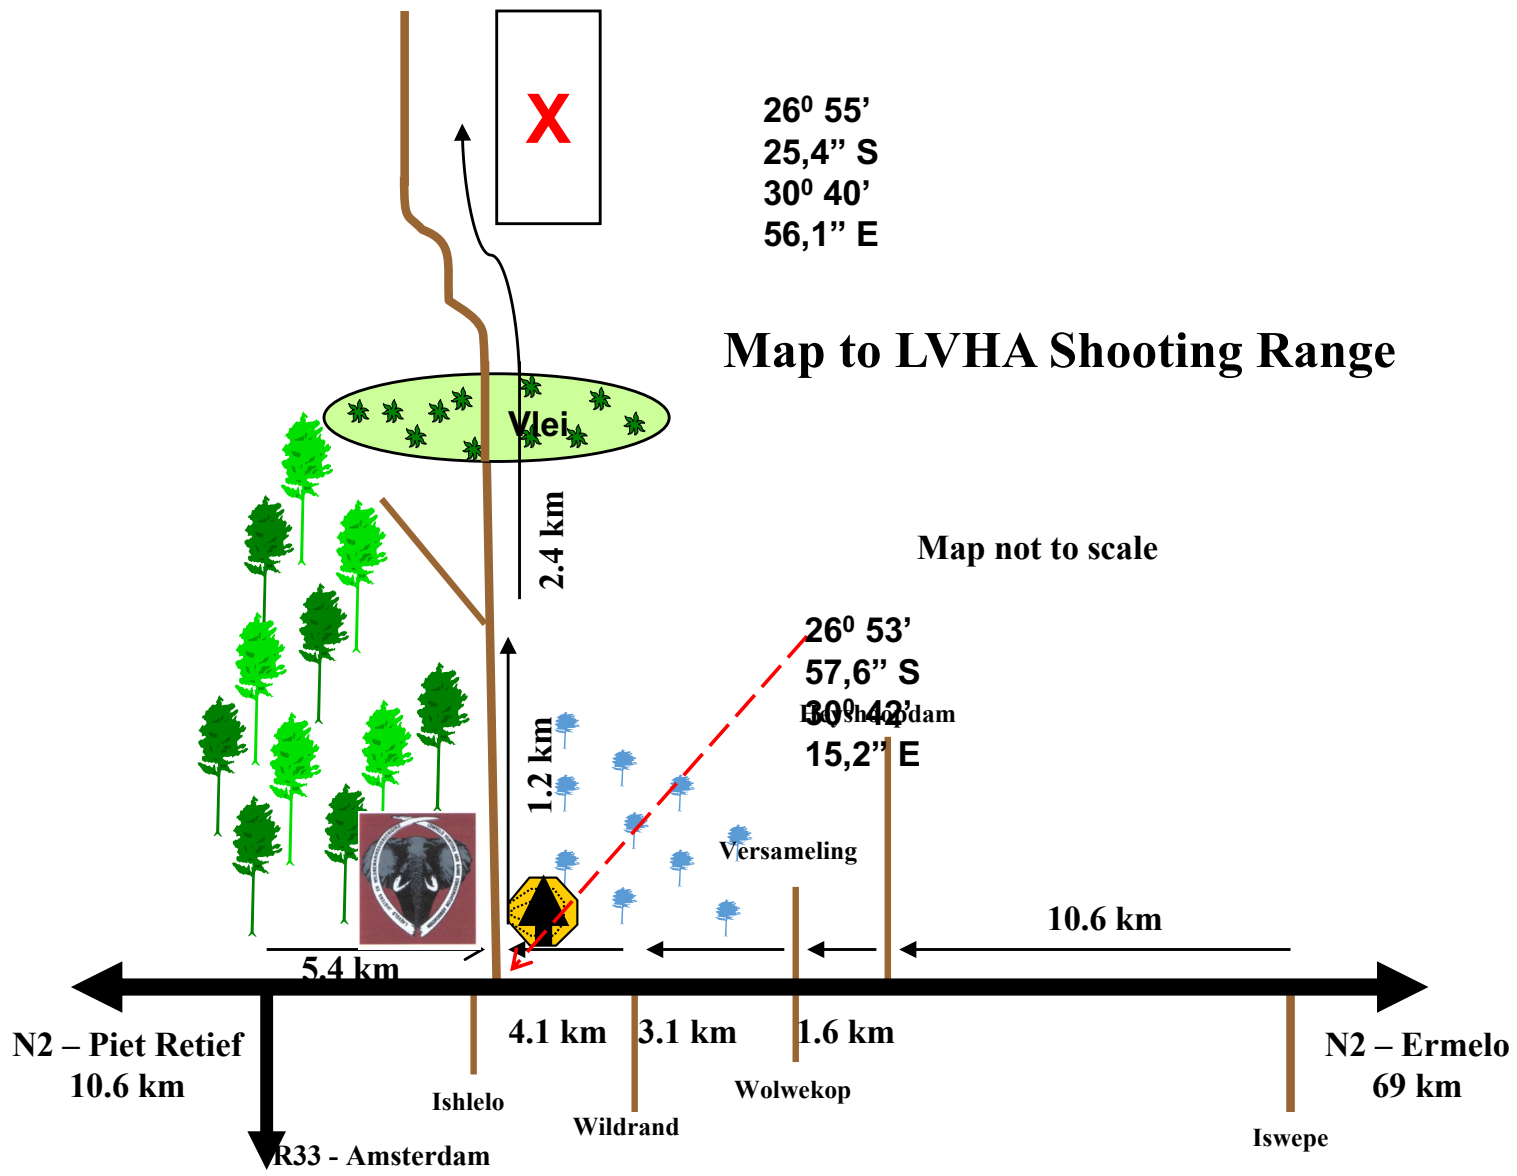 X
26⁰ 55’
25,4” S
30⁰ 40’
56,1” E
Map to LVHA Shooting Range
Vlei
2.4 km
Map not to scale
26⁰ 53’
57,6” S
30⁰ 42’
15,2” E
Heyshoopdam
1.2 km
Versameling
10.6 km
5.4 km
4.1 km
3.1 km
1.6 km
N2 – Piet Retief
10.6 km
N2 – Ermelo
69 km
Ishlelo
Wolwekop
Wildrand
Iswepe
R33 - Amsterdam